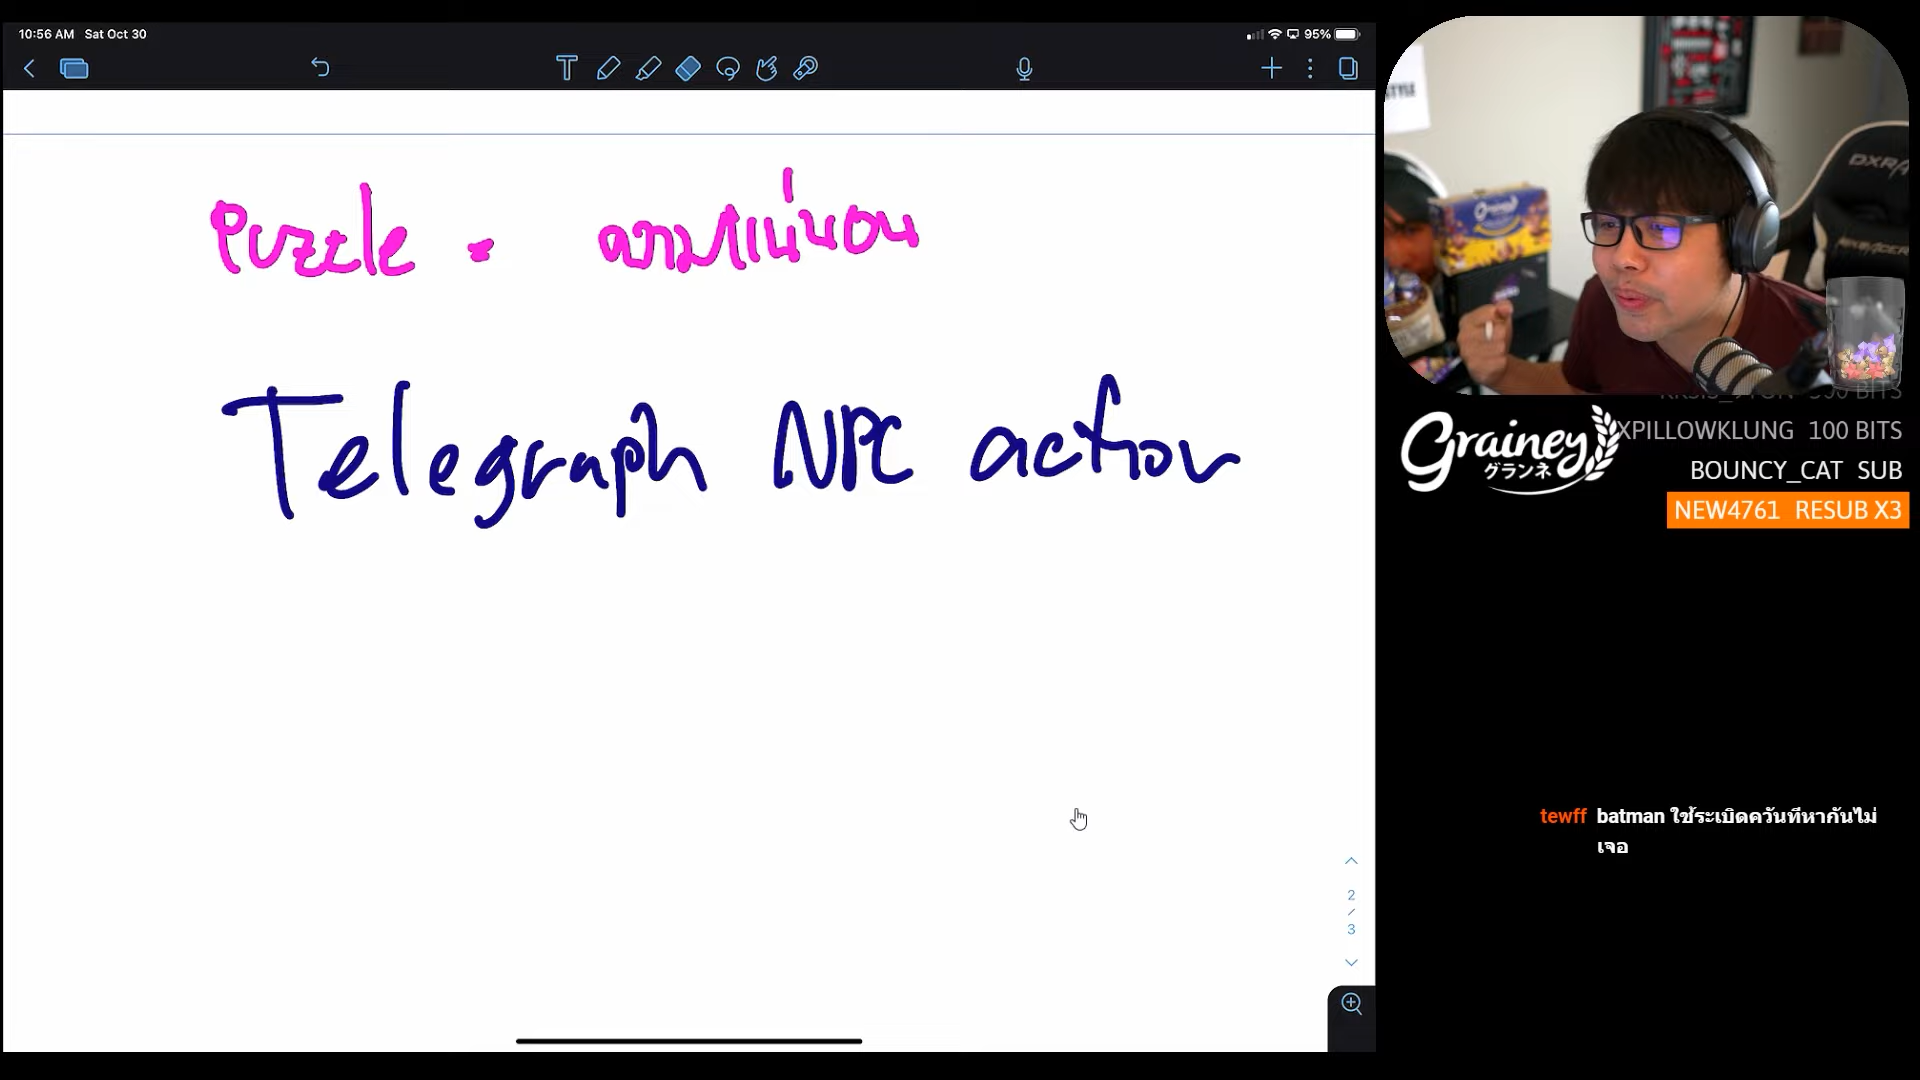 10:56 AM Sat Oct 30
95%
Puzzle = ความแน่นอน
Telegraph NPC action
2
/
3
STYLE
DXRA
Grainey
グランネ
XPILLOWKLUNG 100 BITS
BOUNCY_CAT SUB
NEW4761 RESUB X3
tewff batman ใช้ระเบิดควันทีหากันไม่
เจอ